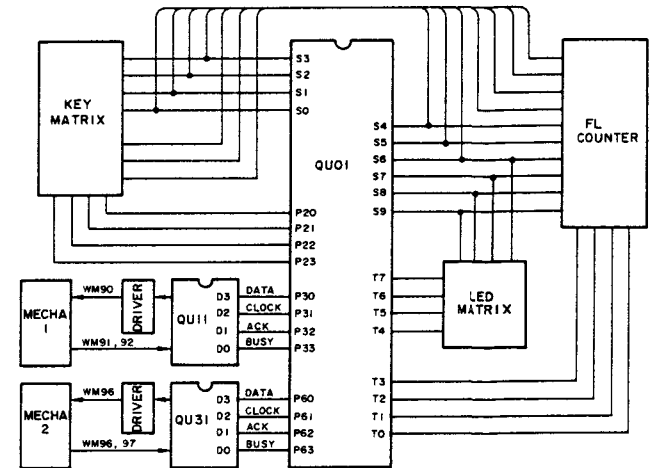 KEY
MATRIX
S3
S2
S1
S0
P20
P21
P22
P23
P30
P31
P32
P33
P60
P61
P62
P63
QU01
S4
S5
S6
S7
S8
S9
T7
T6
T5
T4
T3
T2
T1
T0
FL
COUNTER
LED
MATRIX
MECHA
1
WM90
WM91, 92
DRIVER
QU11
D3
D2
D1
D0
DATA
CLOCK
ACK
BUSY
MECHA
2
WM96
WM96, 97
DRIVER
QU31
D3
D2
D1
D0
DATA
CLOCK
ACK
BUSY